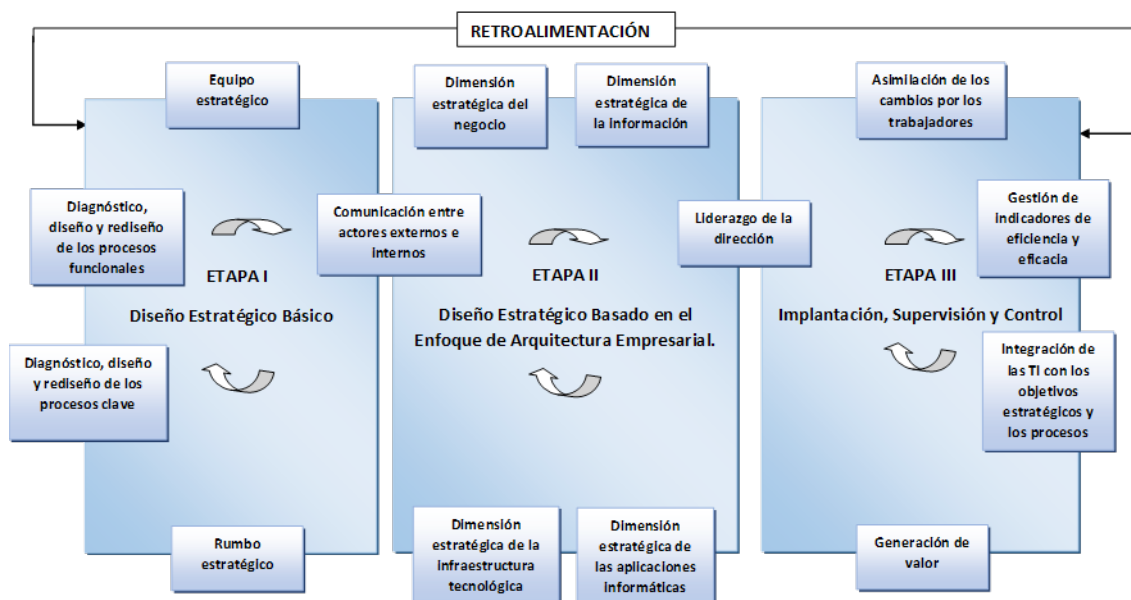 RETROALIMENTACIÓN
Equipo
estratégico
Diagnóstico,
diseño y rediseño
de los procesos
funcionales
ETAPA I
Diseño Estratégico Básico
Diagnóstico, diseño
y rediseño de los
procesos clave
Rumbo
estratégico
Comunicación entre
actores externos e
internos
Dimensión
estratégica del
negocio
Dimensión
estratégica de
la información
ETAPA II
Diseño Estratégico Basado en el
Enfoque de Arquitectura Empresarial.
Dimensión
estratégica de la
infraestructura
tecnológica
Dimensión
estratégica de
las aplicaciones
informáticas
Liderazgo de la
dirección
Asimilación de los
cambios por los
trabajadores
Gestión de
indicadores de
eficiencia y
eficacia
ETAPA III
Implantación, Supervisión y Control
Integración de
las TI con los
objetivos
estratégicos y
los procesos
Generación de
valor